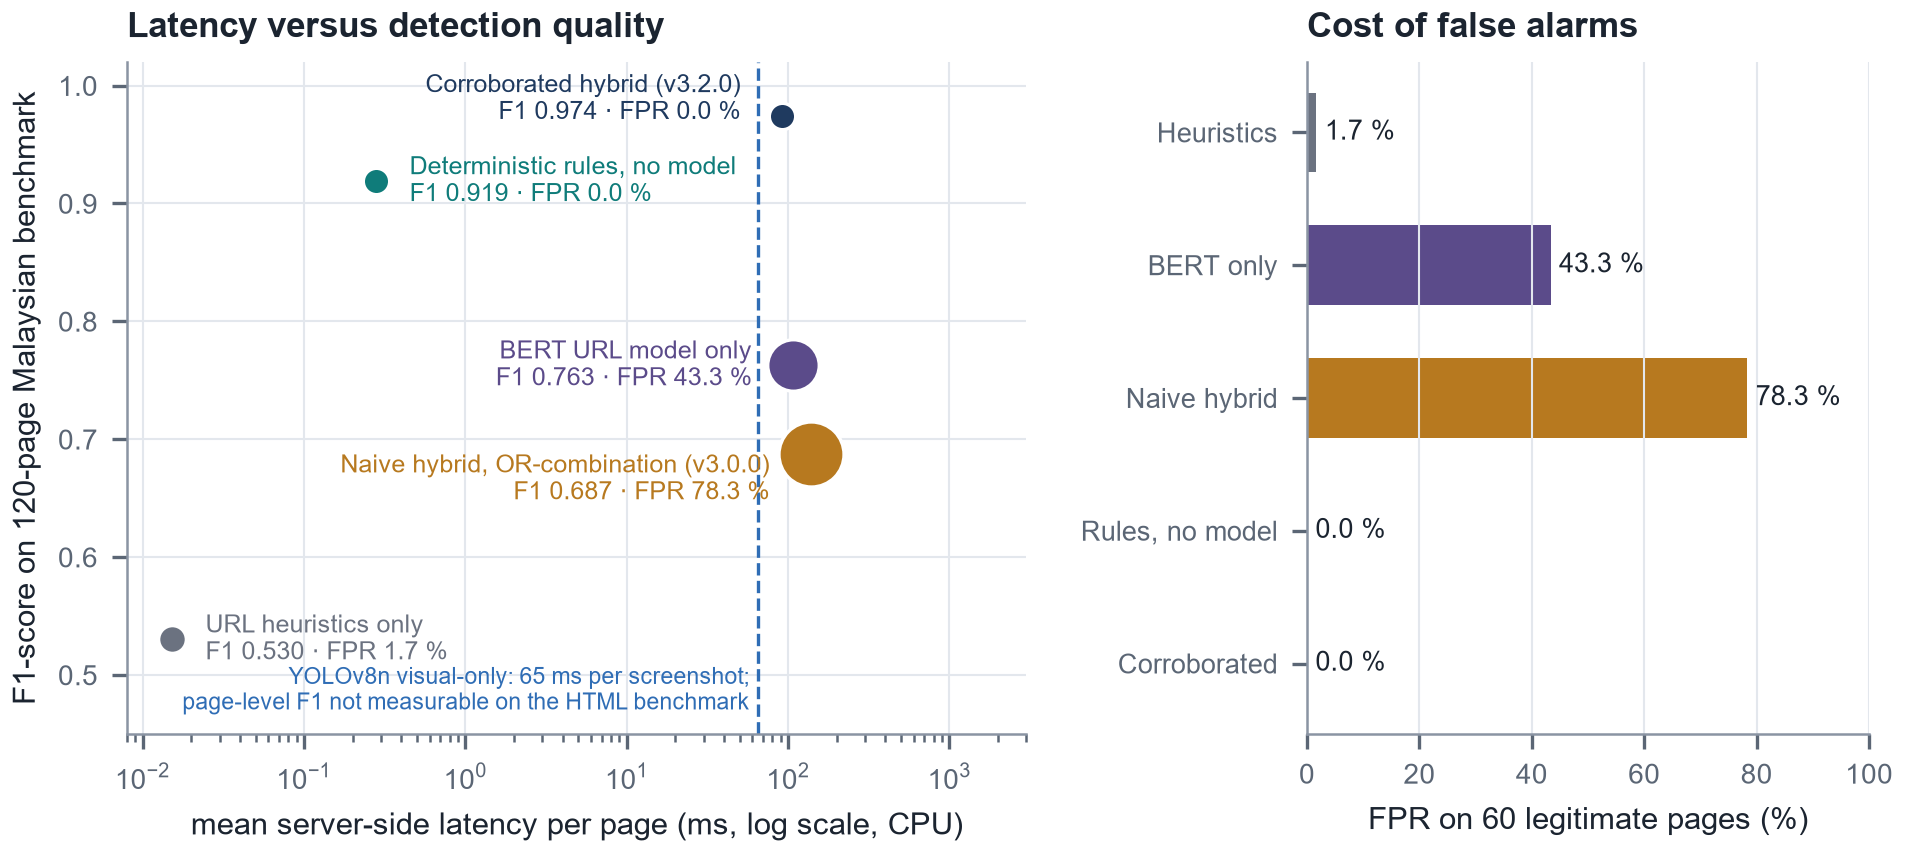 Latency versus detection quality
F1-score on 120-page Malaysian benchmark
1.0
0.9
0.8
0.7
0.6
0.5
Corroborated hybrid (v3.2.0)
F1 0.974 · FPR 0.0 %
Deterministic rules, no model
F1 0.919 · FPR 0.0 %
BERT URL model only
F1 0.763 · FPR 43.3 %
Naive hybrid, OR-combination (v3.0.0)
F1 0.687 · FPR 78.3 %
URL heuristics only
F1 0.530 · FPR 1.7 %
YOLOv8n visual-only: 65 ms per screenshot;
page-level F1 not measurable on the HTML benchmark
10⁻² 10⁻¹ 10⁰ 10¹ 10² 10³
mean server-side latency per page (ms, log scale, CPU)
Cost of false alarms
Heuristics 1.7 %
BERT only 43.3 %
Naive hybrid 78.3 %
Rules, no model 0.0 %
Corroborated 0.0 %
0 20 40 60 80 100
FPR on 60 legitimate pages (%)